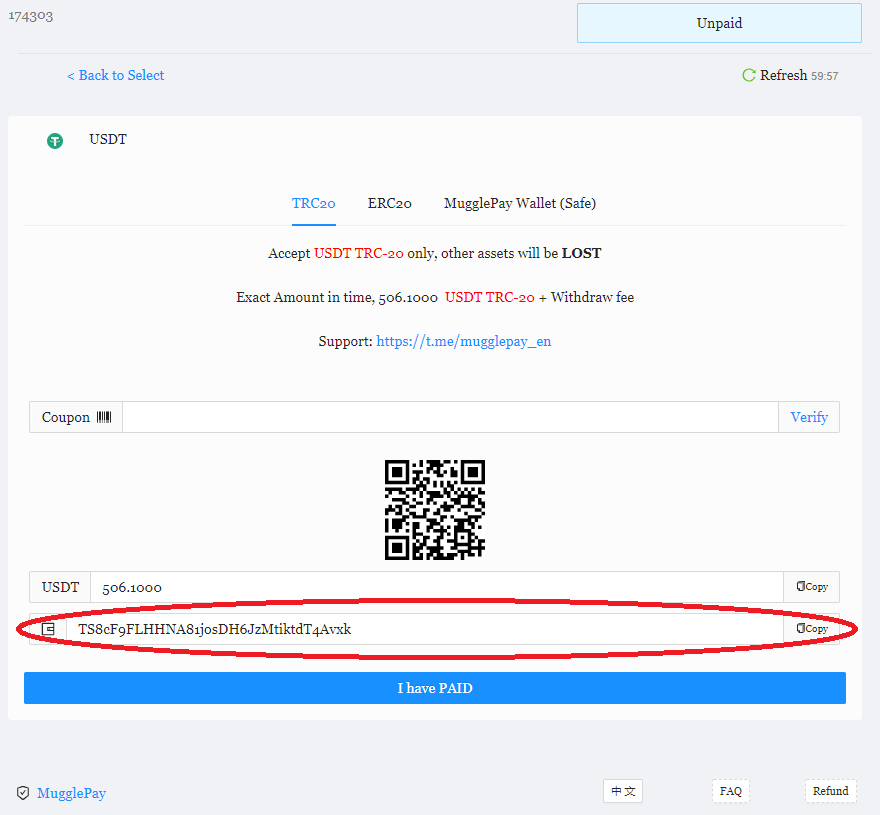 174303
Unpaid
< Back to Select
Refresh 59:57
USDT
TRC20 ERC20 MugglePay Wallet (Safe)
Accept USDT TRC-20 only, other assets will be LOST
Exact Amount in time, 506.1000 USDT TRC-20 + Withdraw fee
Support: https://t.me/mugglepay_en
Coupon Verify
USDT 506.1000 Copy
TS8cF9FLHHNA81josDH6JzMtiktdT4Avxk Copy
I have PAID
MugglePay 中文 FAQ Refund